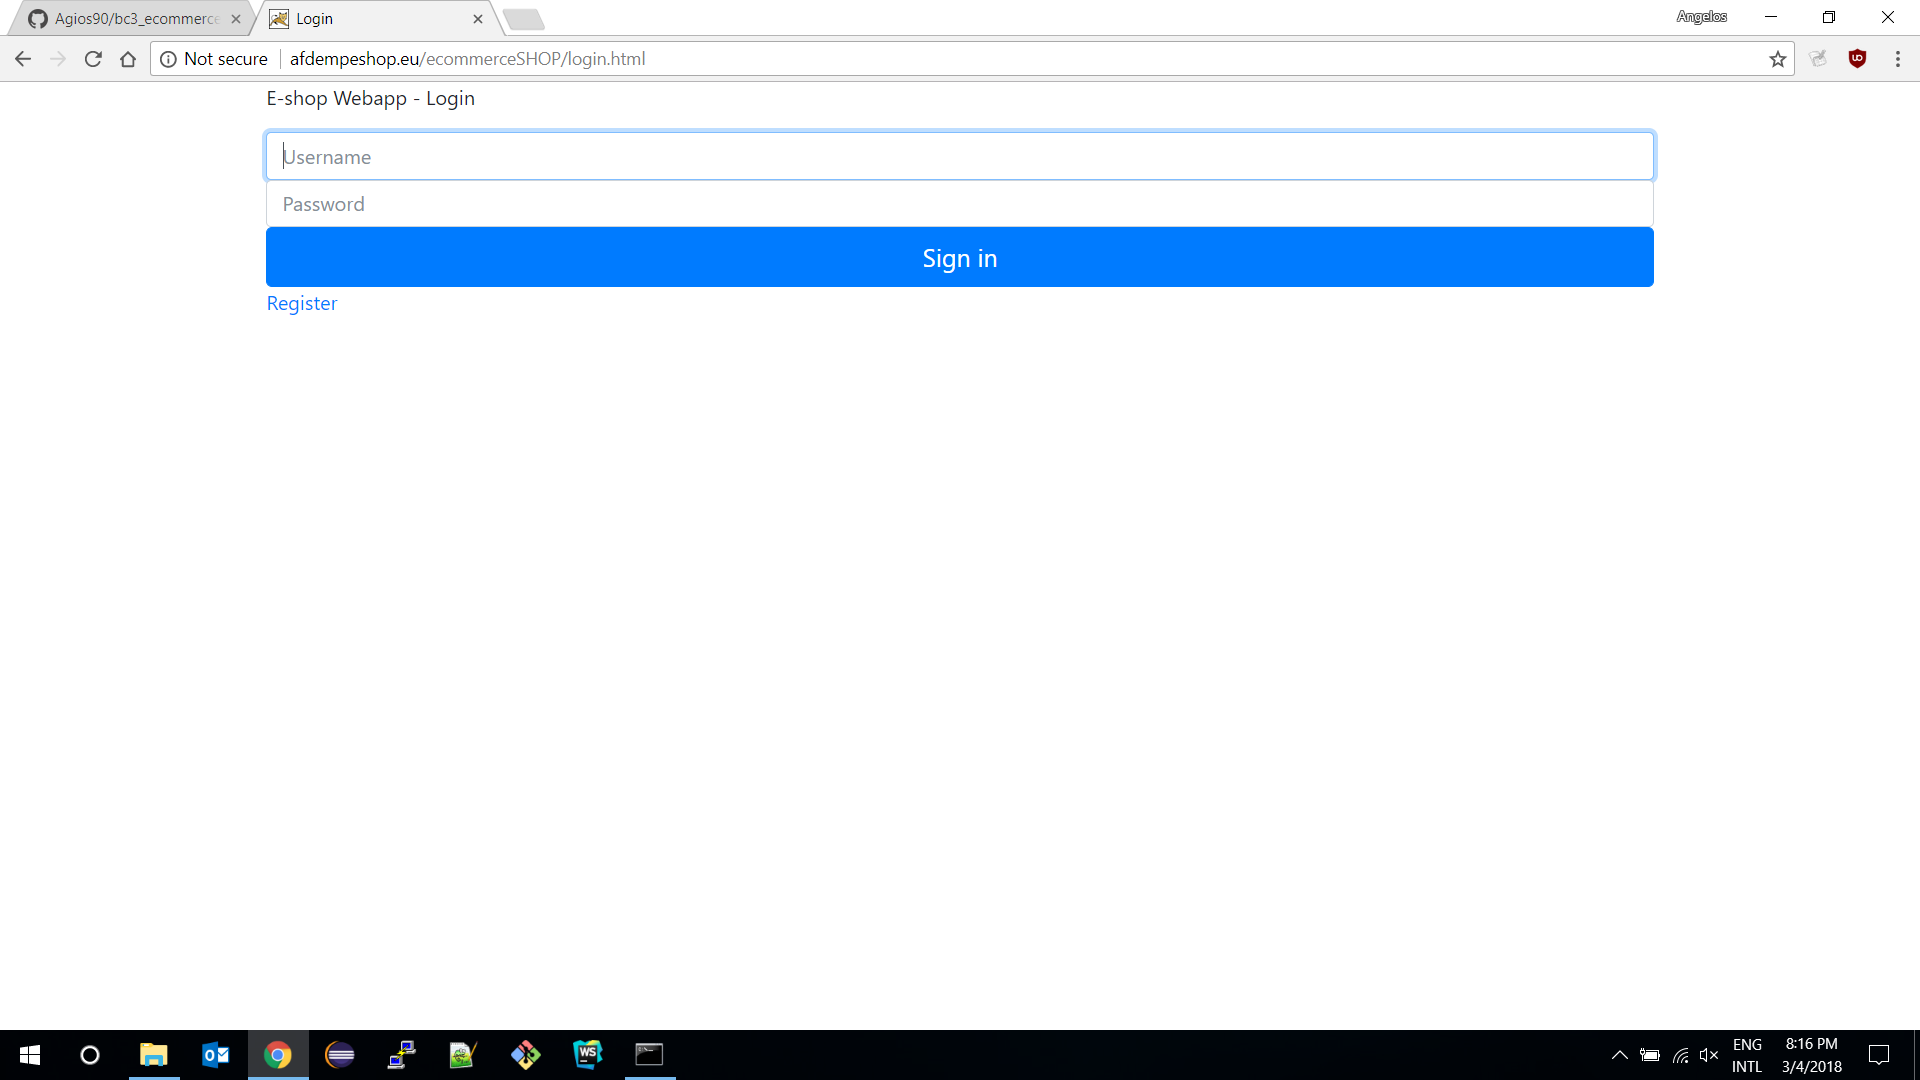 Agios90/bc3_ecommerce
Login
Angelos
Not secure
afdempeshop.eu/ecommerceSHOP/login.html
E-shop Webapp - Login
Username
Password
Sign in
Register
ENG
INTL
8:16 PM
3/4/2018